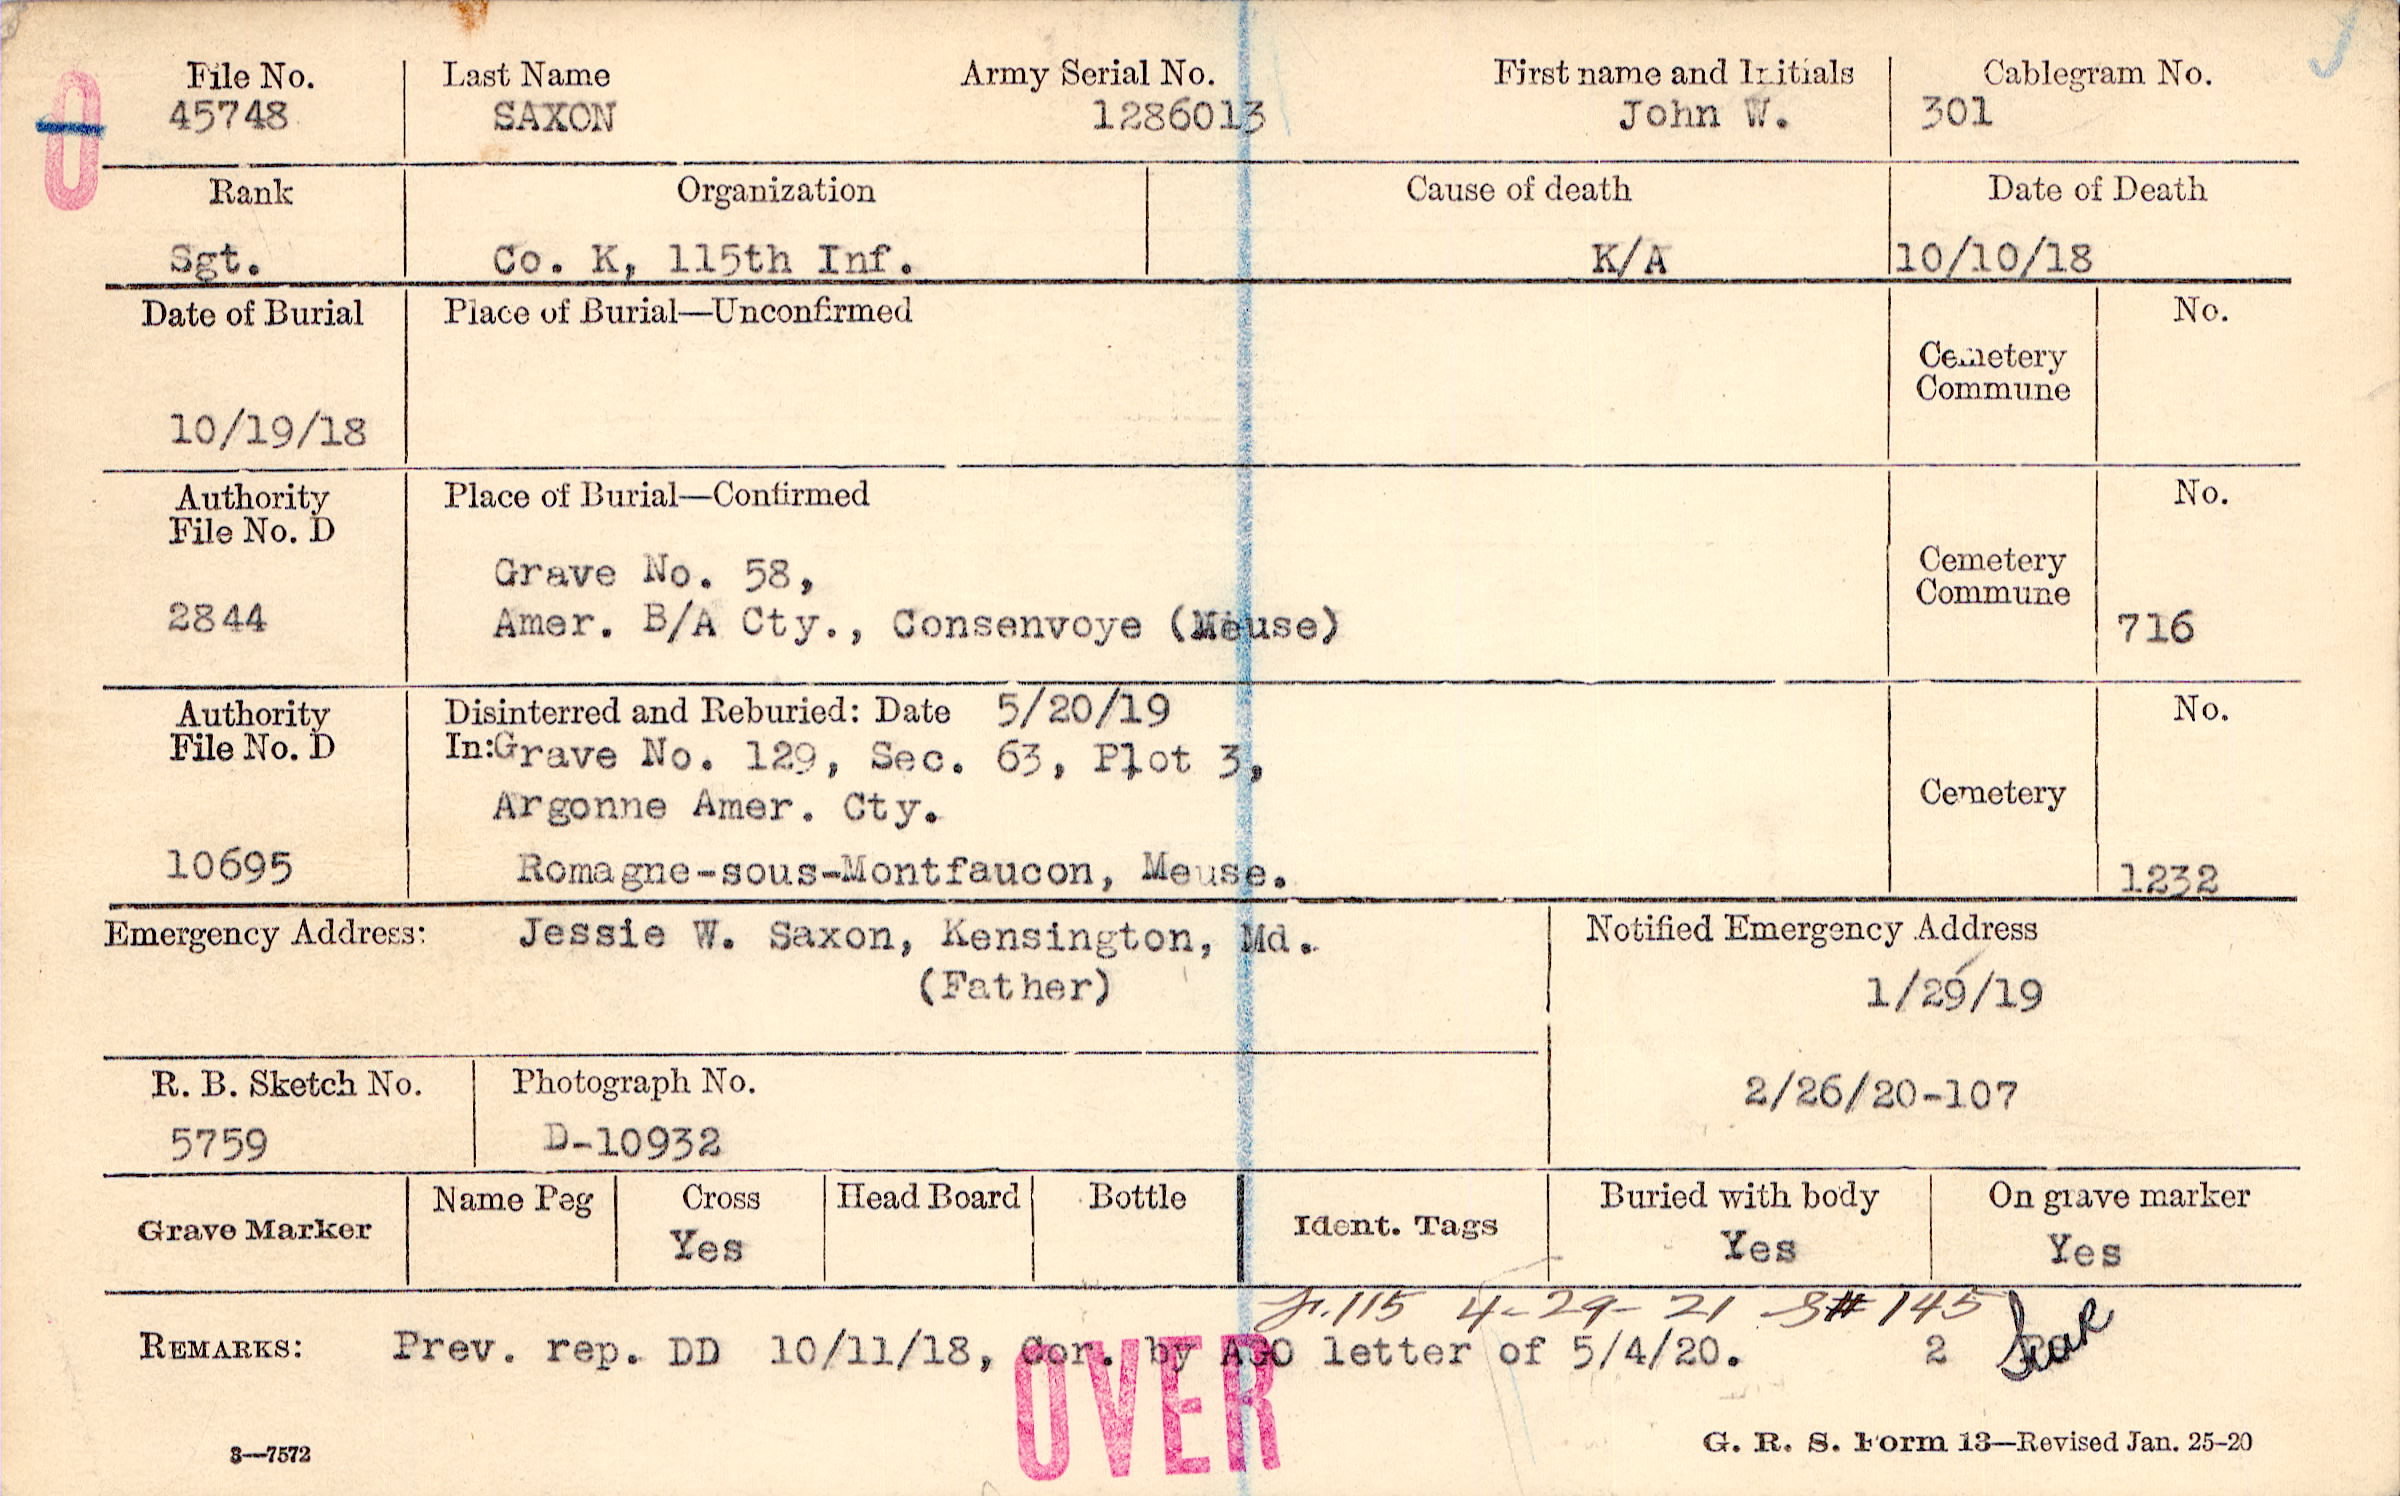 File No. Last Name Army Serial No. First name and Initials Cablegram No.
45748 SAXON 1286013 John W. 301
Rank Organization Cause of death Date of Death
Sgt. Co. K, 115th Inf. K/A 10/10/18
Date of Burial Place of Burial—Unconfirmed No.
Cemetery
Commune
10/19/18
Authority Place of Burial—Confirmed No.
File No. D
Grave No. 58,
Cemetery
Commune
2844 Amer. B/A Cty., Consenvoye (Meuse) 716
Authority Disinterred and Reburied: Date 5/20/19 No.
File No. D In: Grave No. 129, Sec. 63, Plot 3,
Argonne Amer. Cty. Cemetery
10695 Romagne-sous-Montfaucon, Meuse. 1232
Emergency Address: Jessie W. Saxon, Kensington, Md. Notified Emergency Address
(Father) 1/29/19
R. B. Sketch No. Photograph No. 2/26/20-107
5759 D-10932
Name Peg Cross Head Board Bottle Buried with body On grave marker
Grave Marker Yes Ident. Tags Yes Yes
115 4-29-21 S# 145
REMARKS: Prev. rep. DD 10/11/18, Cor. by AGO letter of 5/4/20. 2
OVER
3—7572 G. R. S. Form 13—Revised Jan. 25-20